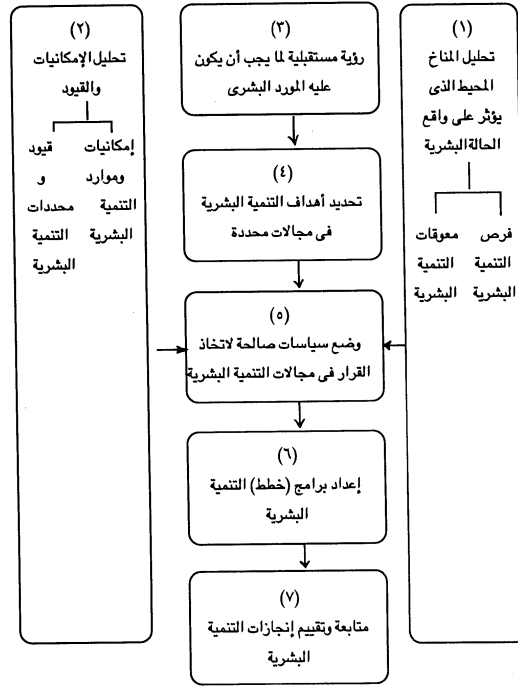 (١)
تحليل المناخ
المحيط الذى
يؤثر على واقع
الحالة البشرية
فرص
التنمية
البشرية
معوقات
التنمية
البشرية
(٢)
تحليل الإمكانيات
والقيود
إمكانيات
وموارد
التنمية
البشرية
قيود
و
محددات
التنمية
البشرية
(٣)
رؤية مستقبلية لما يجب أن يكون
عليه المورد البشرى
(٤)
تحديد أهداف التنمية البشرية
فى مجالات محددة
(٥)
وضع سياسات صالحة لاتخاذ
القرار فى مجالات التنمية البشرية
(٦)
إعداد برامج (خطط) التنمية
البشرية
(٧)
متابعة وتقييم إنجازات التنمية
البشرية